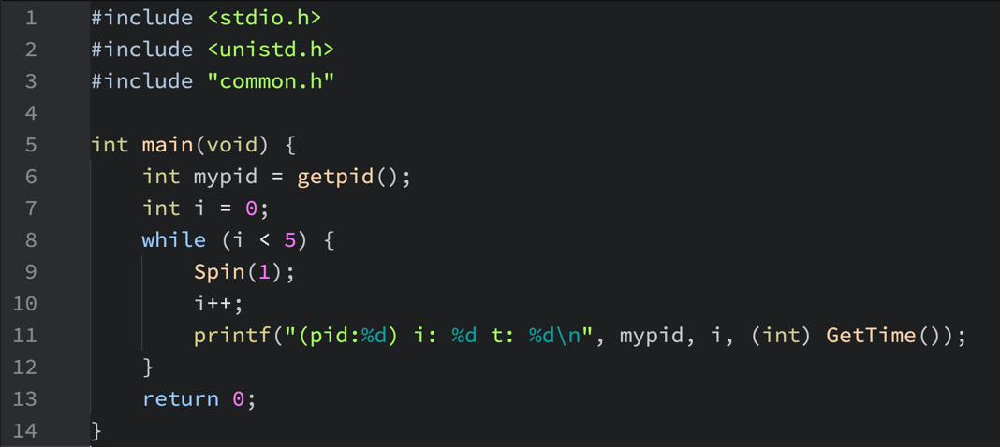 1 #include <stdio.h>
2 #include <unistd.h>
3 #include "common.h"
4
5 int main(void) {
6     int mypid = getpid();
7     int i = 0;
8     while (i < 5) {
9         Spin(1);
10         i++;
11         printf("(pid:%d) i: %d t: %d\n", mypid, i, (int) GetTime());
12     }
13     return 0;
14 }